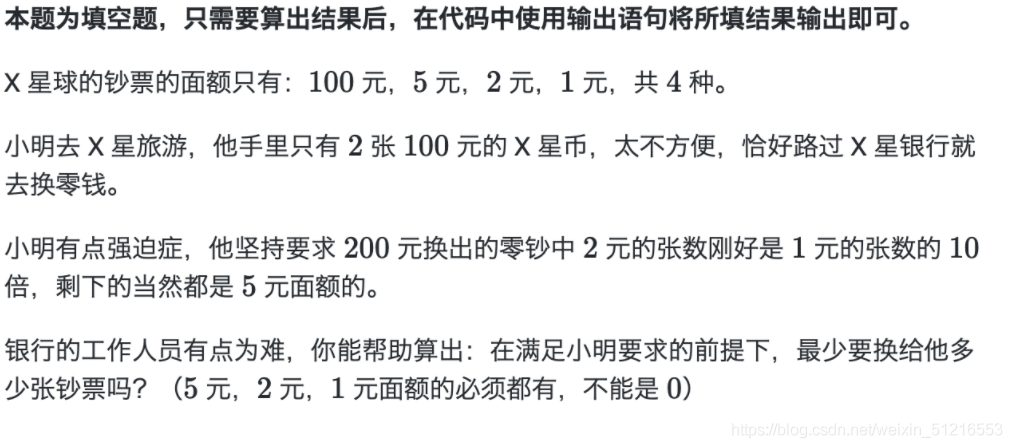 本题为填空题，只需要算出结果后，在代码中使用输出语句将所填结果输出即可。
X 星球的钞票的面额只有：100 元，5 元，2 元，1 元，共 4 种。
小明去 X 星旅游，他手里只有 2 张 100 元的 X 星币，太不方便，恰好路过 X 星银行就
去换零钱。
小明有点强迫症，他坚持要求 200 元换出的零钞中 2 元的张数刚好是 1 元的张数的 10
倍，剩下的当然都是 5 元面额的。
银行的工作人员有点为难，你能帮助算出：在满足小明要求的前提下，最少要换给他多
少张钞票吗？（5 元，2 元，1 元面额的必须都有，不能是 0）
https://blog.csdn.net/weixin_51216553